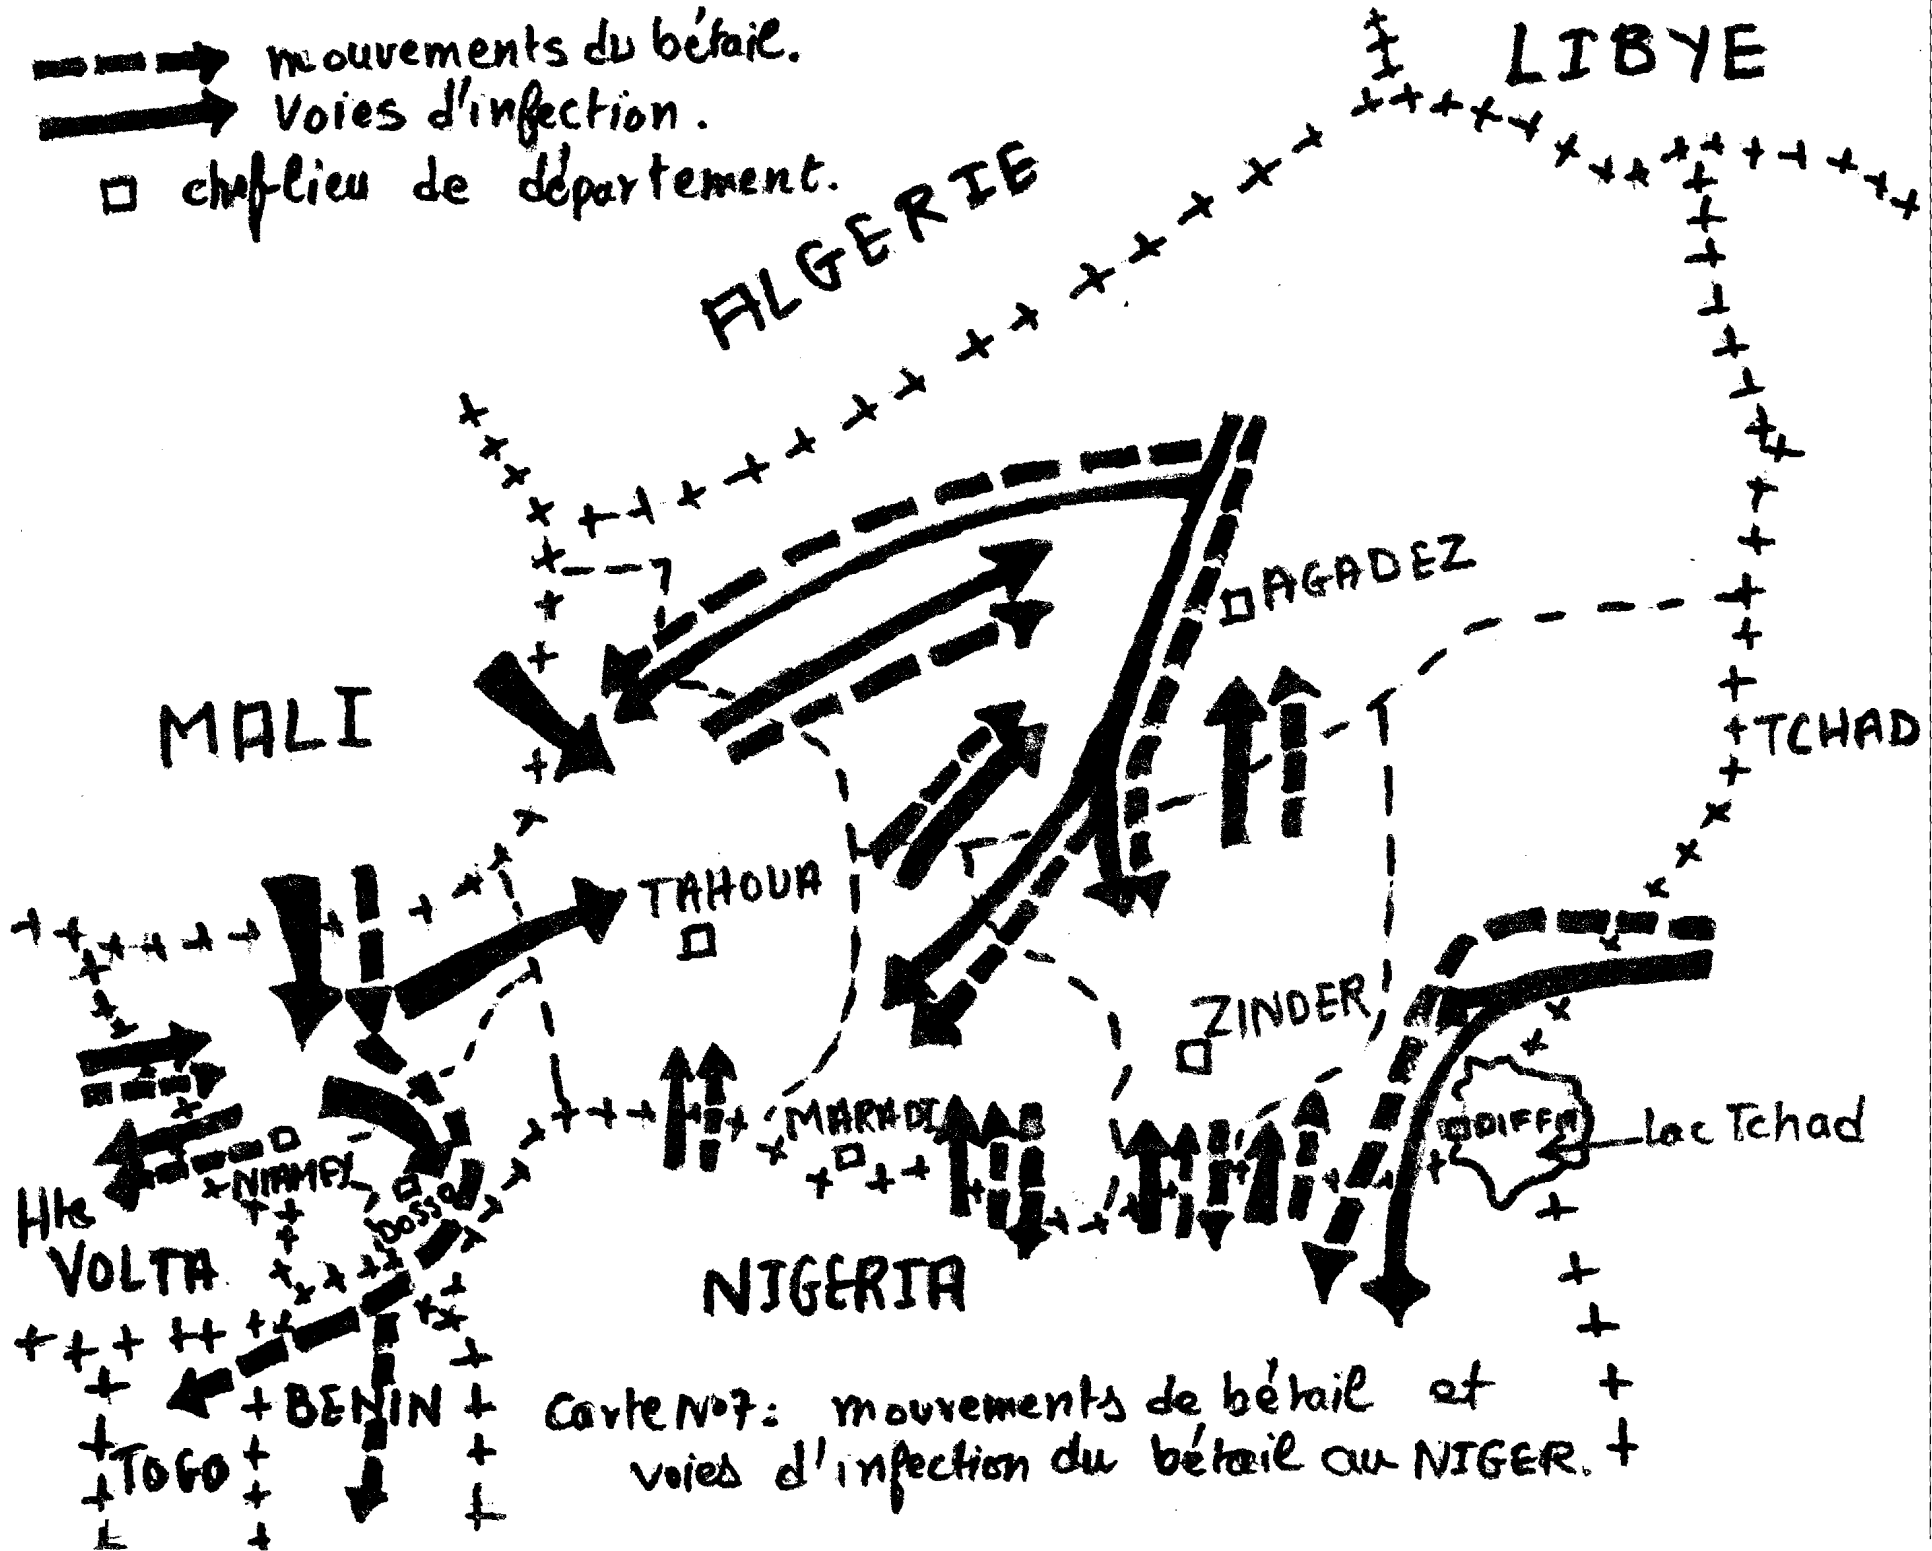 mouvements du bétail.
Voies d'infection.
chef-lieu de département.
LIBYE
ALGERIE
AGADEZ
MALI
TCHAD
TAHOUA
ZINDER
MARADI
DIFFA
lac Tchad
NIAMEY
DOSSO
Hte
VOLTA
NIGERIA
BENIN
TOGO
Carte No7: mouvements de bétail et
voies d'infection du bétail au NIGER.